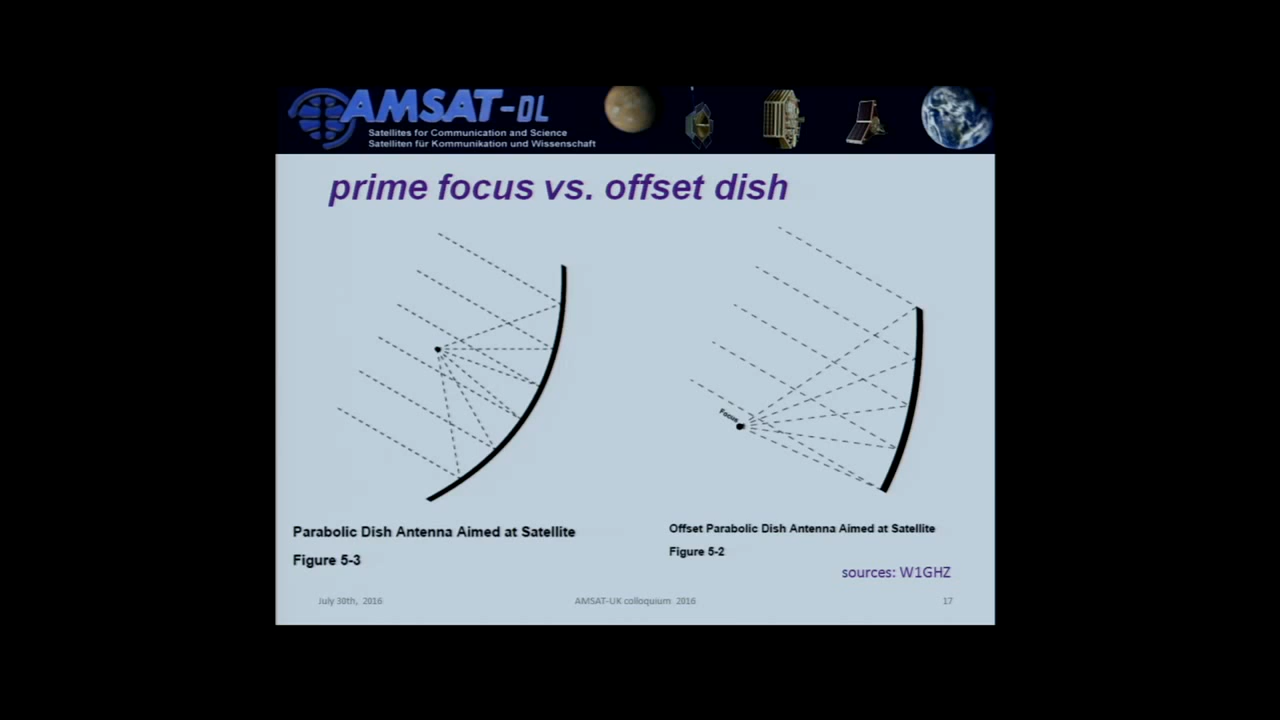 AMSAT-DL
Satellites for Communication and Science
Satelliten für Kommunikation und Wissenschaft
prime focus vs. offset dish
Focus
Parabolic Dish Antenna Aimed at Satellite
Figure 5-3
Offset Parabolic Dish Antenna Aimed at Satellite
Figure 5-2
sources: W1GHZ
July 30th, 2016
AMSAT-UK colloquium 2016
17